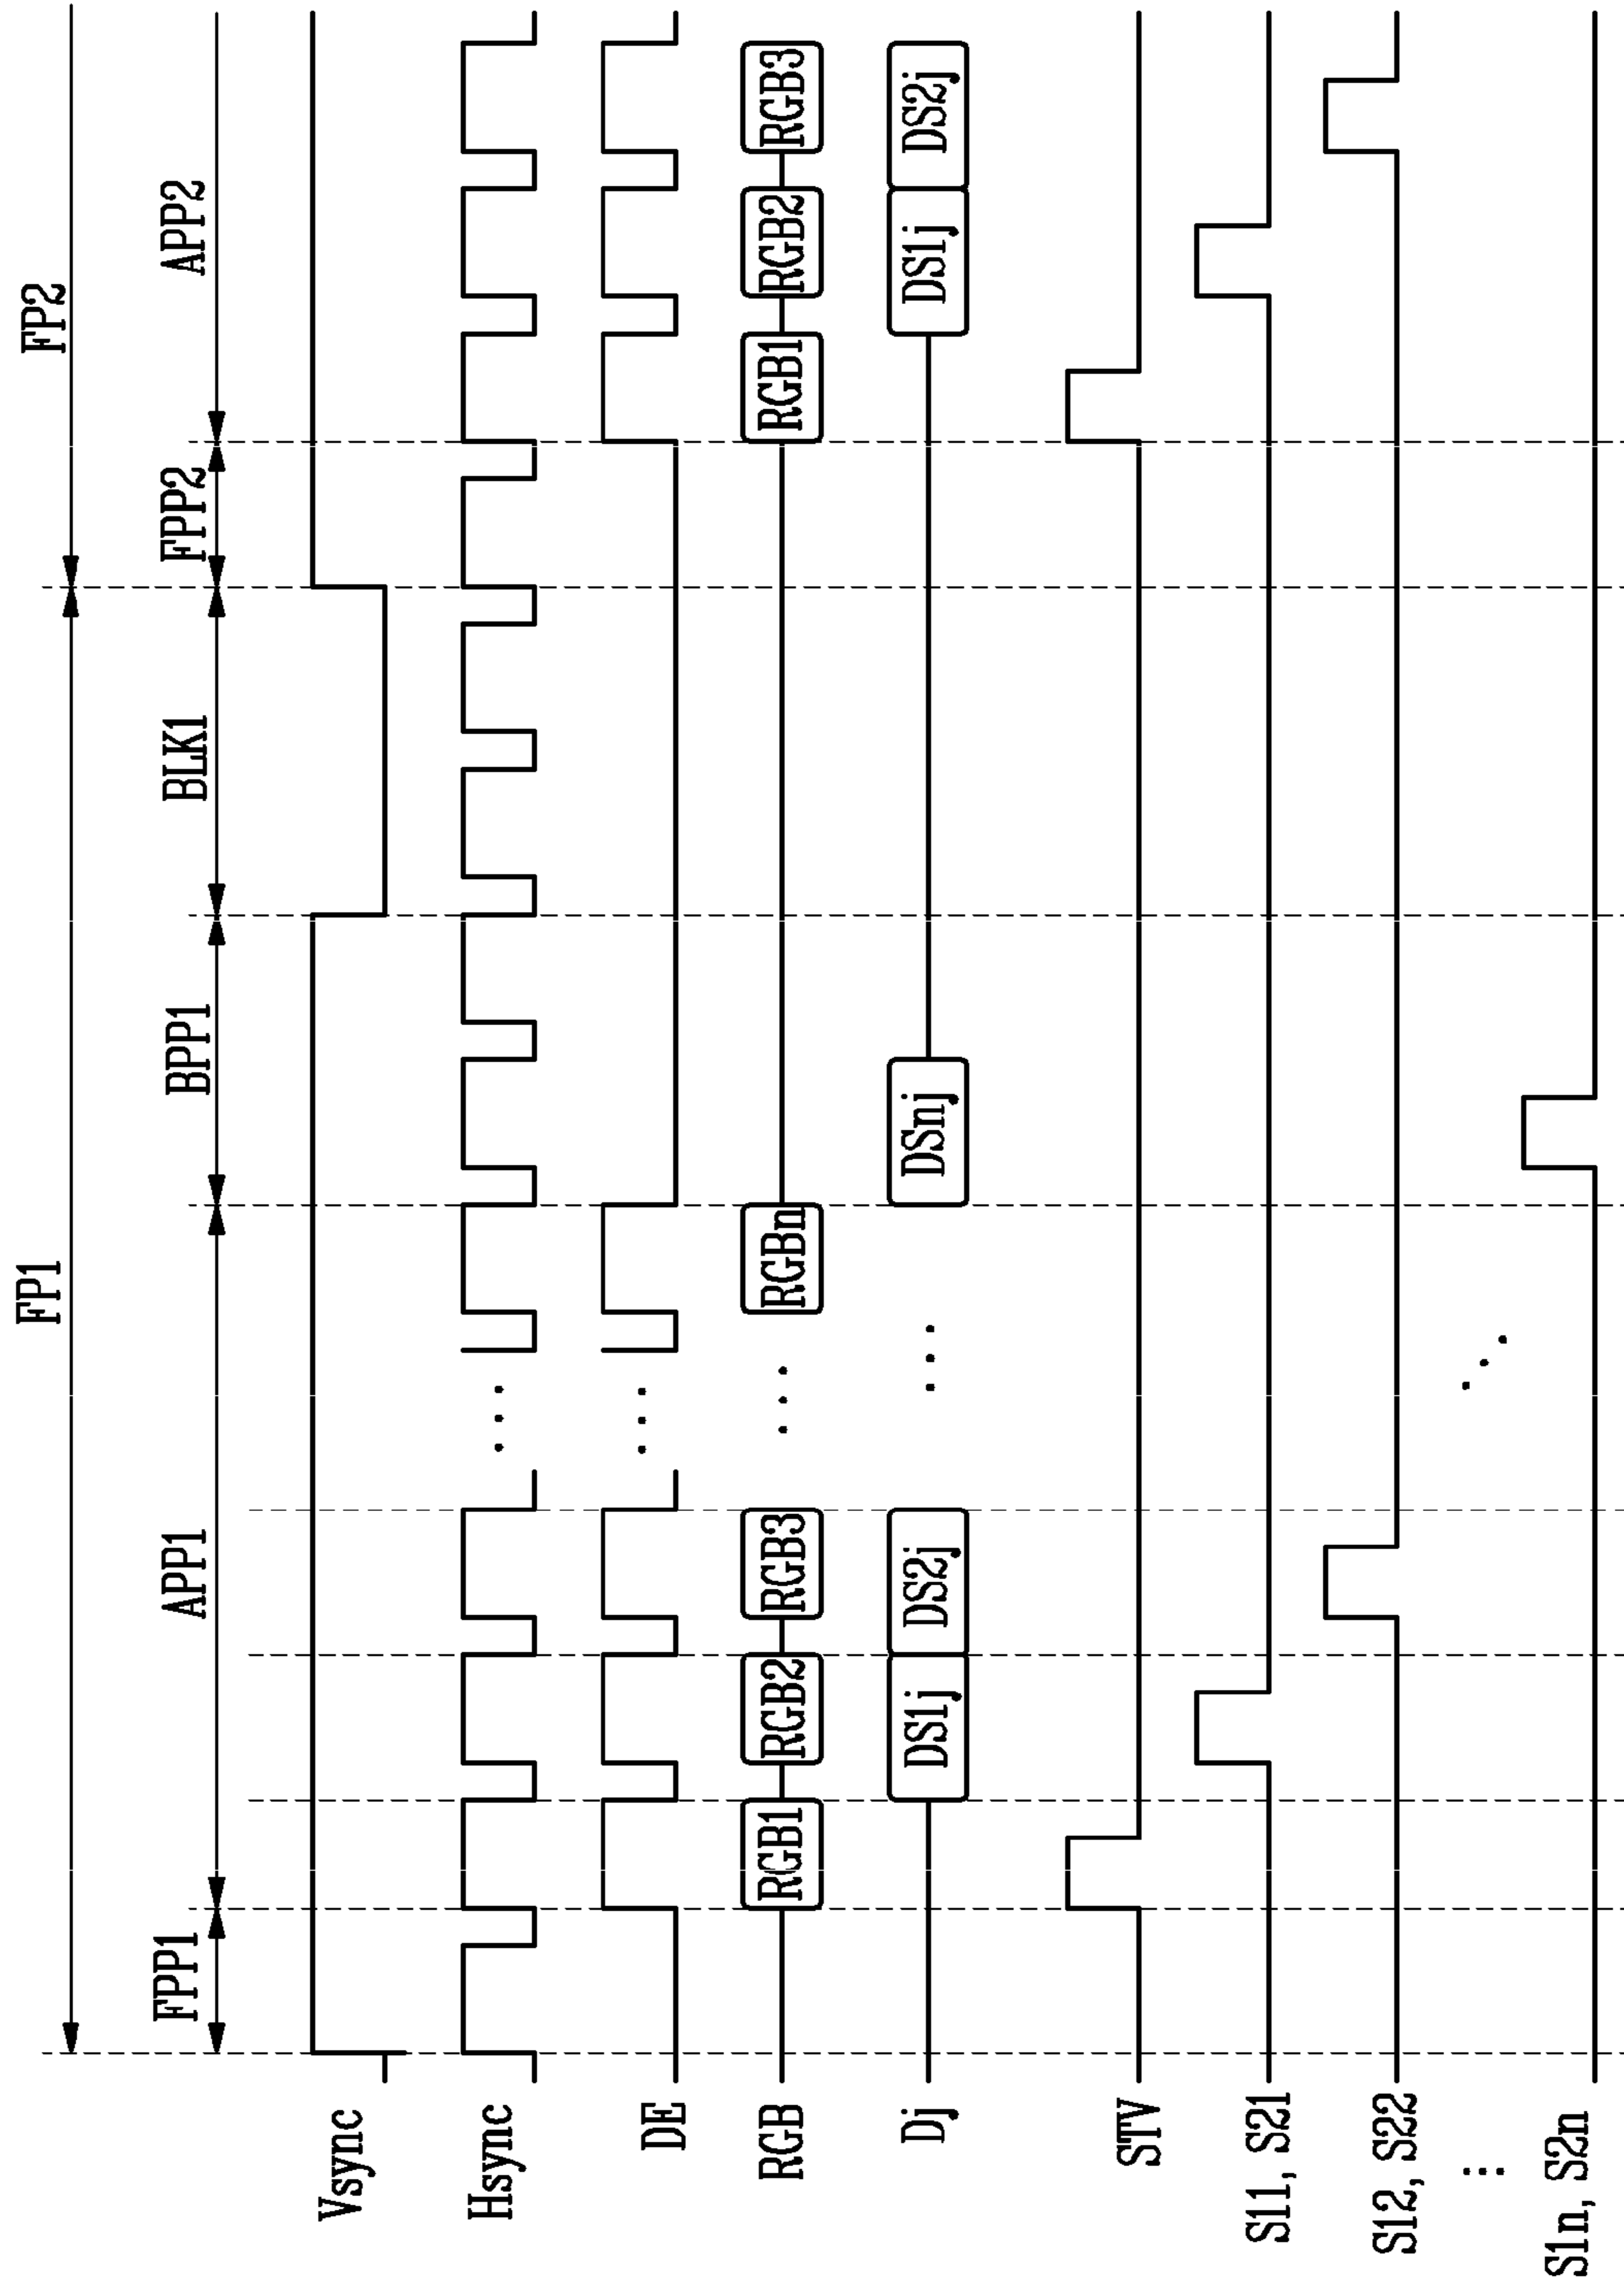 FP1 FP2
FPP1 APP1 BPP1 BLK1 FPP2 APP2
Vsync
Hsync
DE
RGB RGB1 RGB2 RGB3 RGBn RGB1 RGB2 RGB3
Dj DS1j DS2j DSnj DS1j DS2j
STV
S11, S21
S12, S22
S1n, S2n